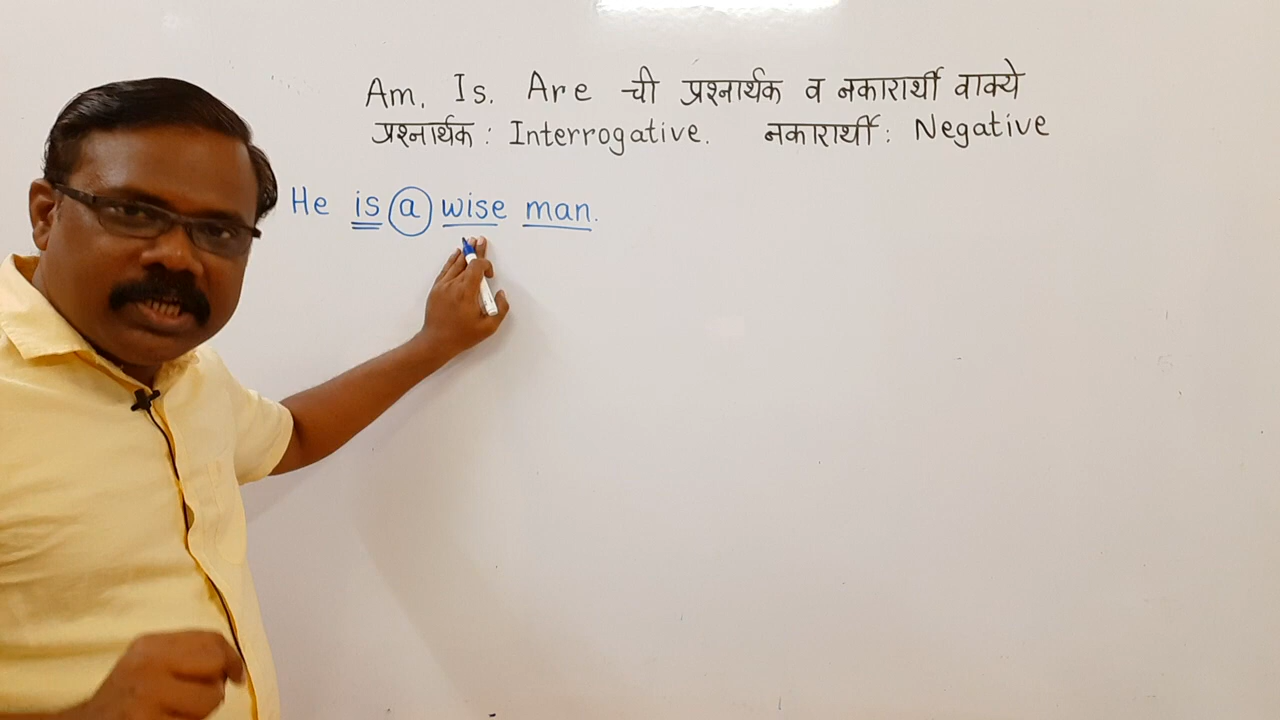 Am. Is. Are ची प्रश्नार्थक व नकारार्थी वाक्ये
प्रश्नार्थक : Interrogative. नकारार्थी : Negative
He is a wise man.